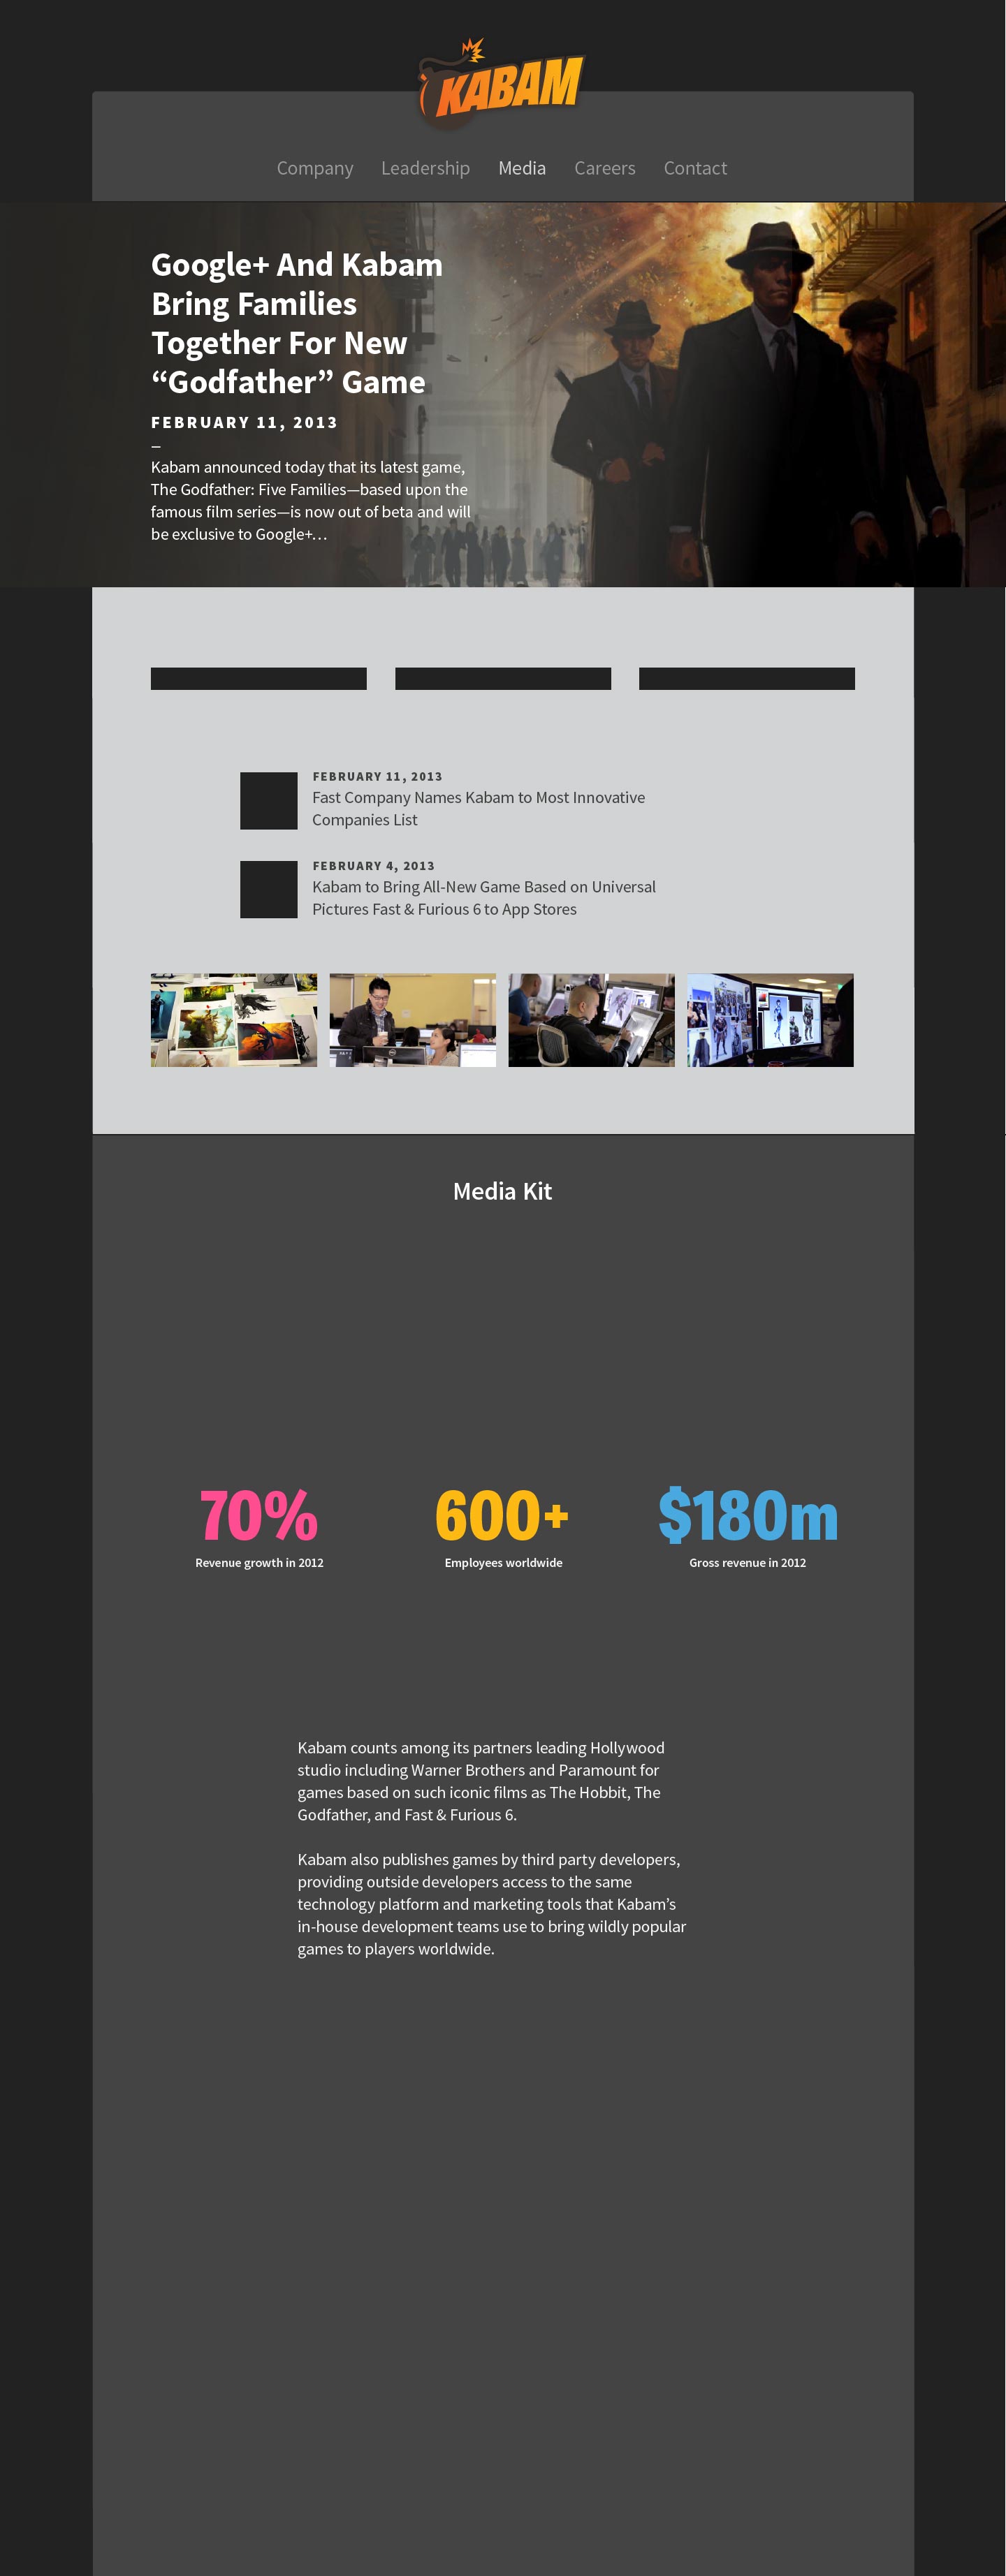 KABAM
Company Leadership Media Careers Contact
Google+ And Kabam
Bring Families
Together For New
“Godfather” Game
FEBRUARY 11, 2013
–
Kabam announced today that its latest game,
The Godfather: Five Families—based upon the
famous film series—is now out of beta and will
be exclusive to Google+…
FEBRUARY 11, 2013
Fast Company Names Kabam to Most Innovative
Companies List
FEBRUARY 4, 2013
Kabam to Bring All-New Game Based on Universal
Pictures Fast & Furious 6 to App Stores
Media Kit
70% 600+ $180m
Revenue growth in 2012 Employees worldwide Gross revenue in 2012
Kabam counts among its partners leading Hollywood
studio including Warner Brothers and Paramount for
games based on such iconic films as The Hobbit, The
Godfather, and Fast & Furious 6.
Kabam also publishes games by third party developers,
providing outside developers access to the same
technology platform and marketing tools that Kabam’s
in-house development teams use to bring wildly popular
games to players worldwide.